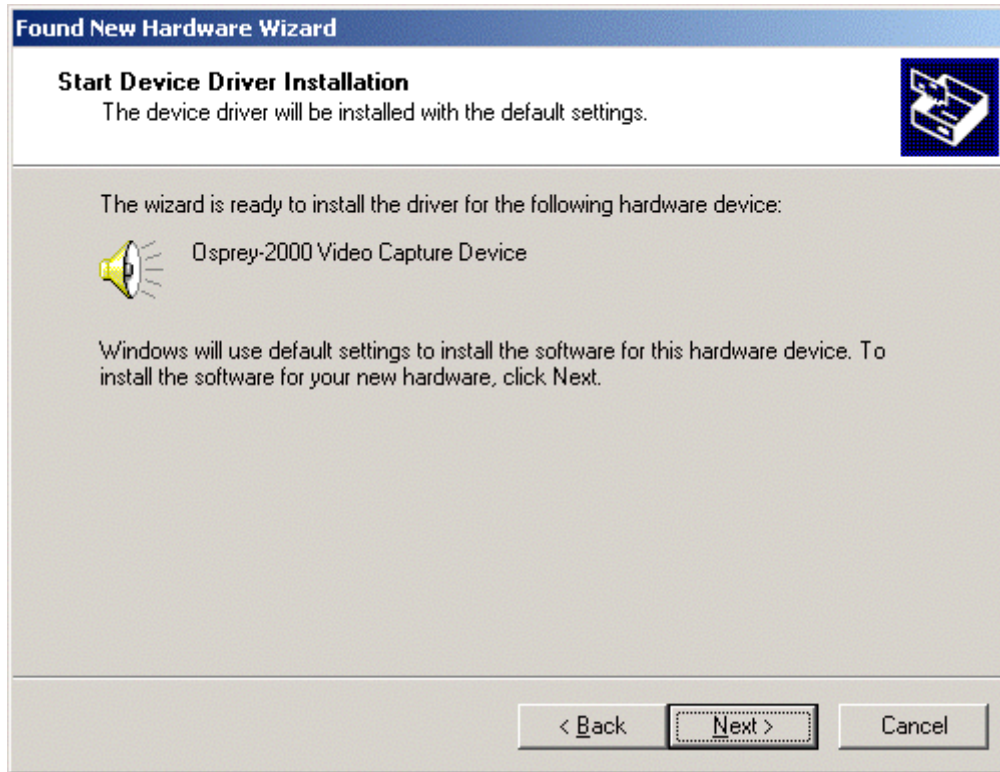 Found New Hardware Wizard
Start Device Driver Installation
The device driver will be installed with the default settings.
The wizard is ready to install the driver for the following hardware device:
Osprey-2000 Video Capture Device
Windows will use default settings to install the software for this hardware device. To
install the software for your new hardware, click Next.
< Back
Next >
Cancel